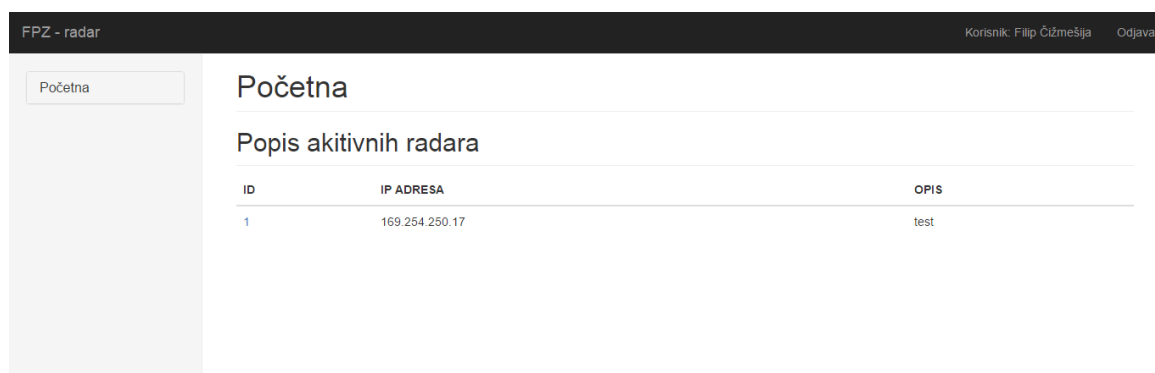 FPZ - radar Korisnik: Filip Čižmešija Odjava
Početna
Početna
Popis akitivnih radara
ID IP ADRESA OPIS
1 169.254.250.17 test